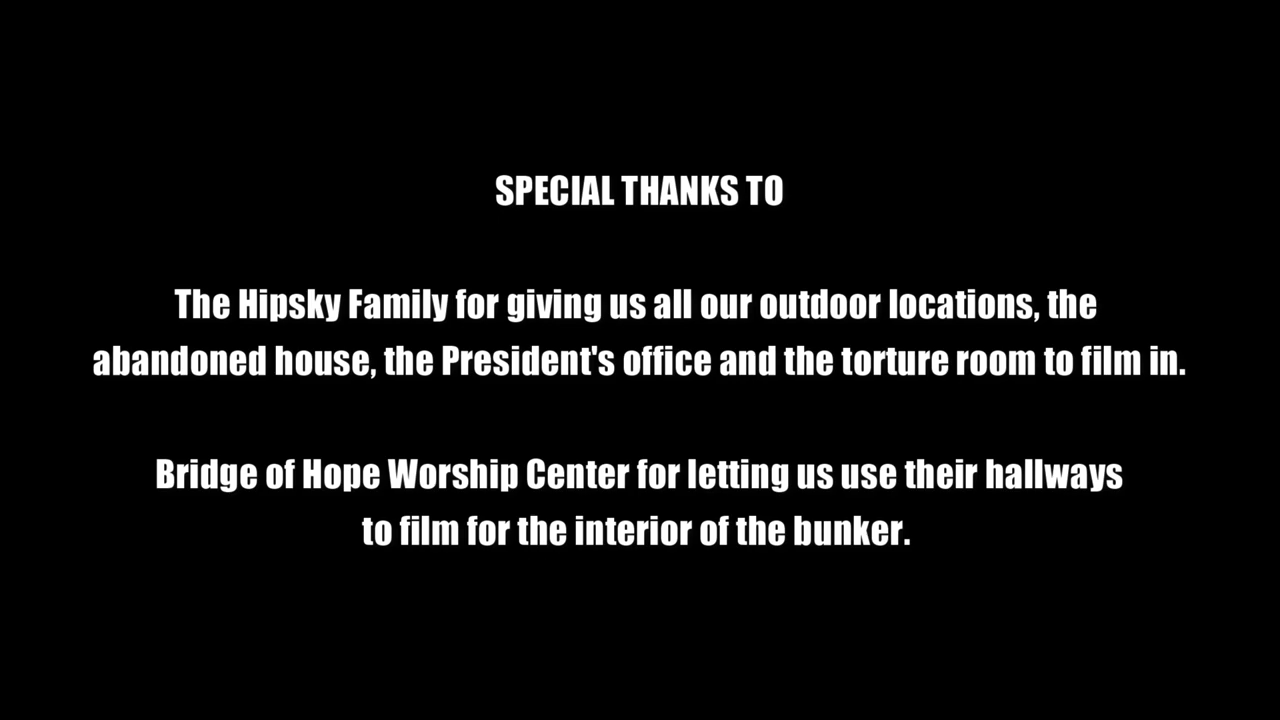 SPECIAL THANKS TO
The Hipsky Family for giving us all our outdoor locations, the
abandoned house, the President's office and the torture room to film in.
Bridge of Hope Worship Center for letting us use their hallways
to film for the interior of the bunker.